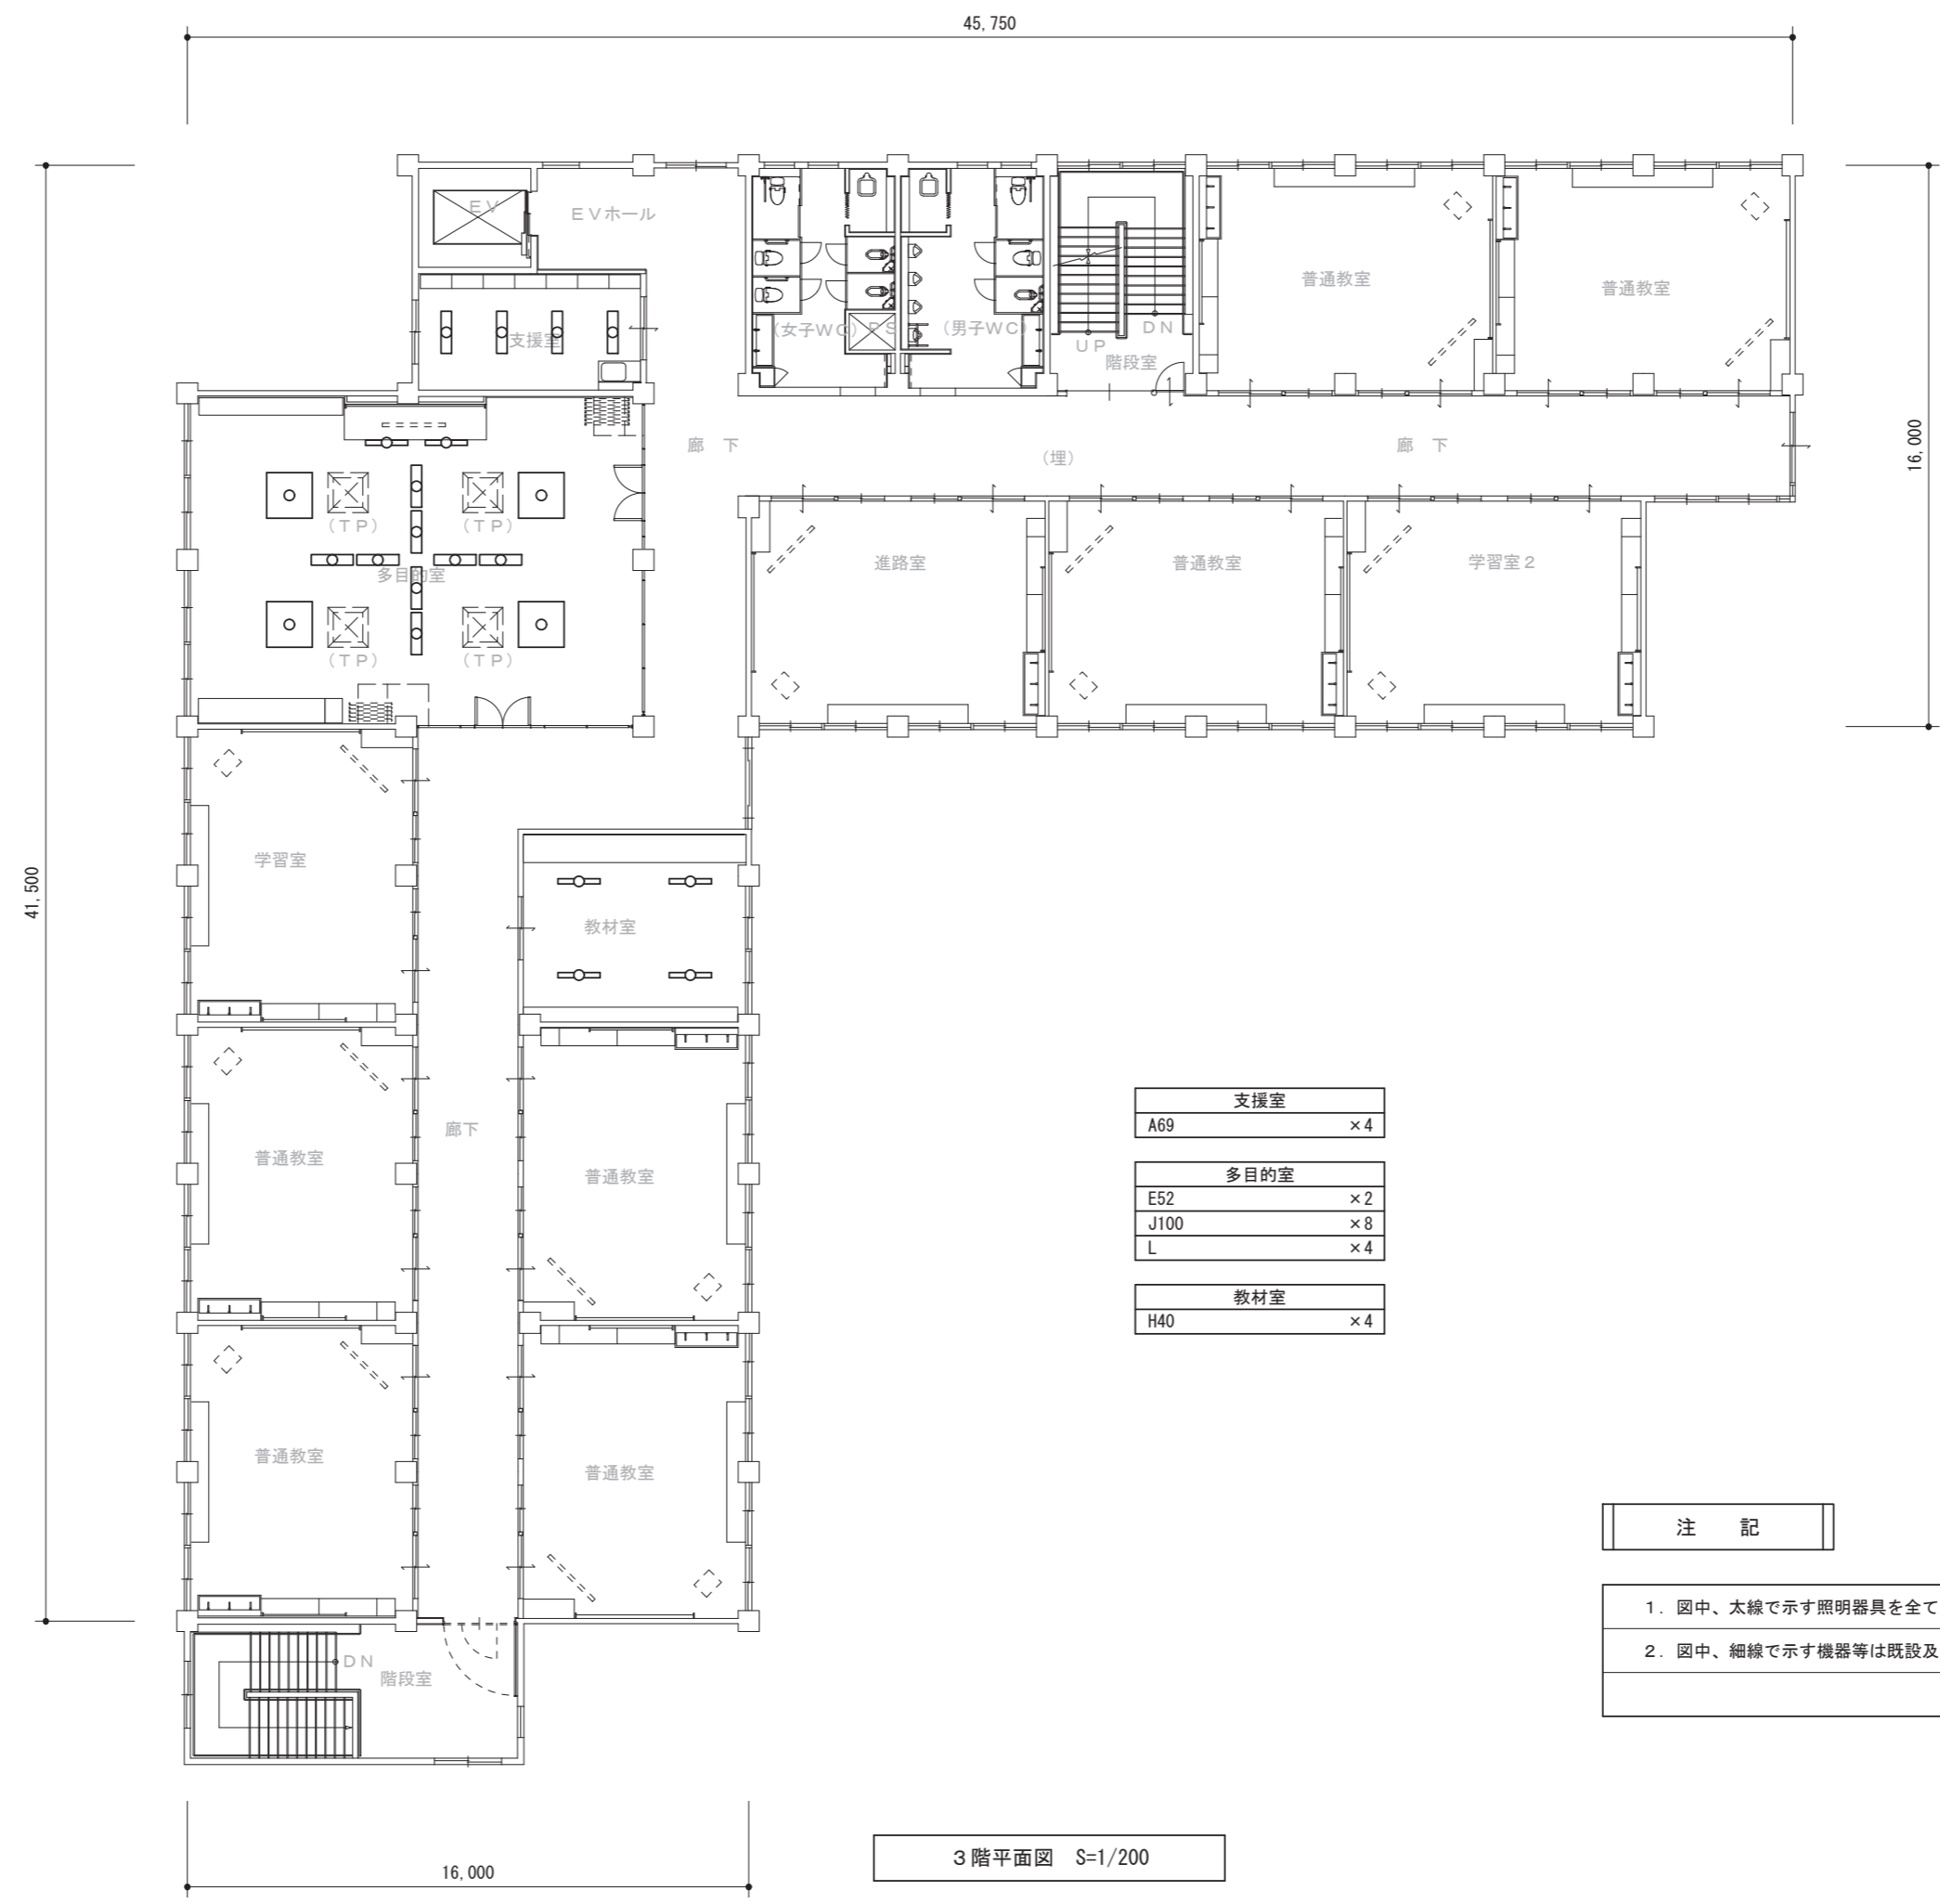 45,750
EV
EVホール
普通教室
普通教室
(女子WC)
PS
(男子WC)
UP
DN
階段室
支援室
廊 下
(埋)
廊 下
16,000
(TP)
(TP)
多目的室
進路室
普通教室
学習室2
(TP)
(TP)
41,500
学習室
教材室
廊下
普通教室
普通教室
支援室
A69 ×4
多目的室
E52 ×2
J100 ×8
L ×4
教材室
H40 ×4
普通教室
普通教室
注 記
1. 図中、太線で示す照明器具を全て
2. 図中、細線で示す機器等は既設及
DN
階段室
3階平面図 S=1/200
16,000